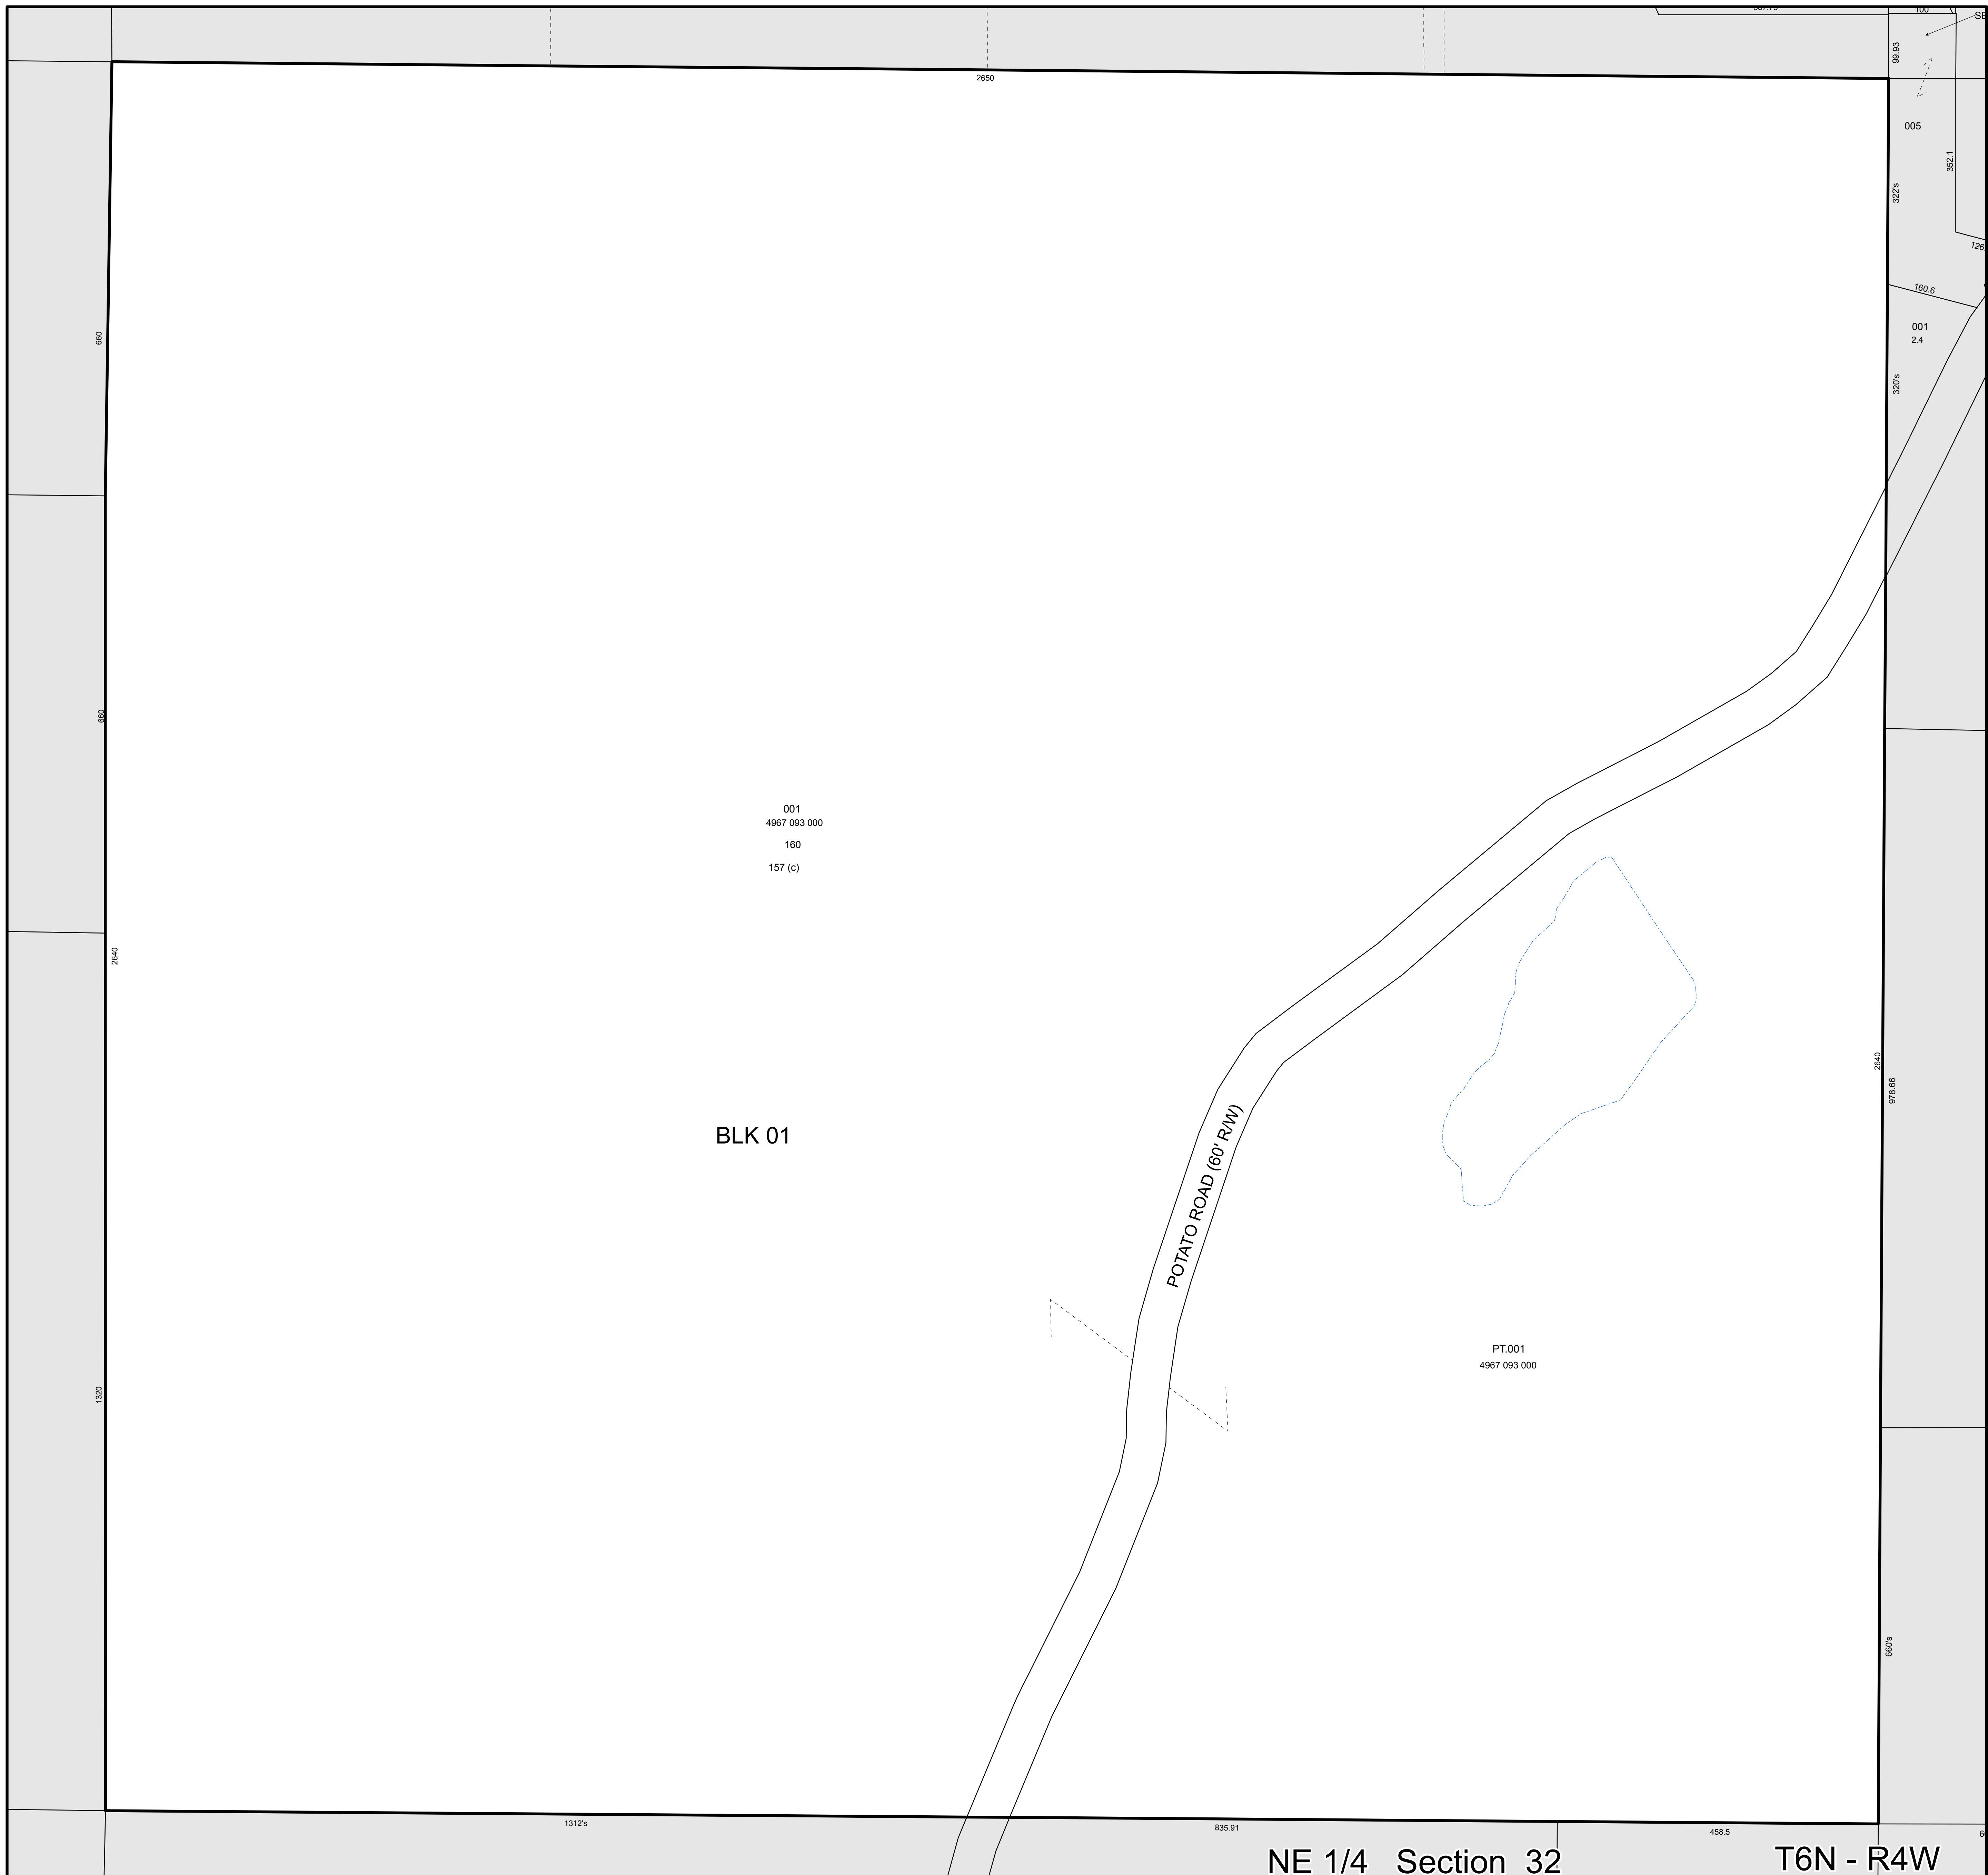 100
SE
99.93
2650
005
352.1
322's
126.
160.6
001
2.4
660
320's
660
001
4967 093 000
160
157 (c)
2640
2640
978.66
BLK 01
POTATO ROAD (60' R/W)
PT.001
4967 093 000
1320
660's
1312's
835.91
458.5
NE 1/4 Section 32
T6N - R4W